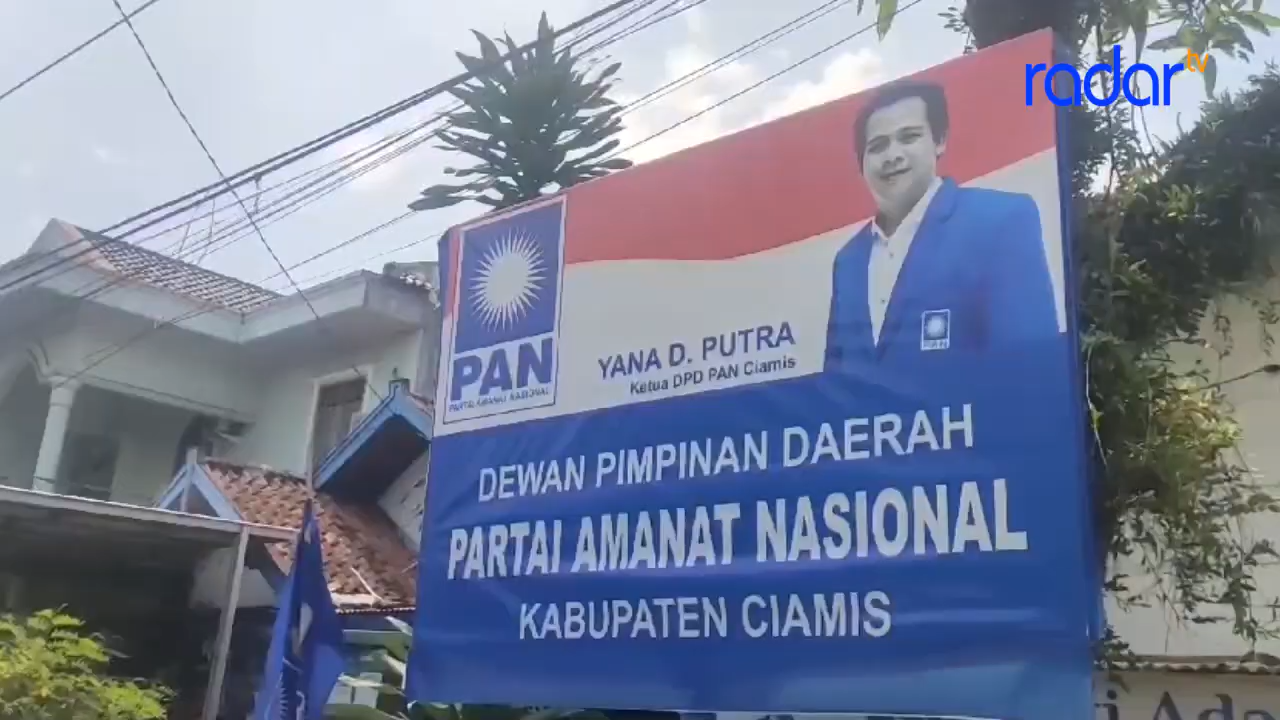 radar tv
PAN
PARTAI AMANAT NASIONAL
YANA D. PUTRA
Ketua DPD PAN Ciamis
PAN
DEWAN PIMPINAN DAERAH
PARTAI AMANAT NASIONAL
KABUPATEN CIAMIS